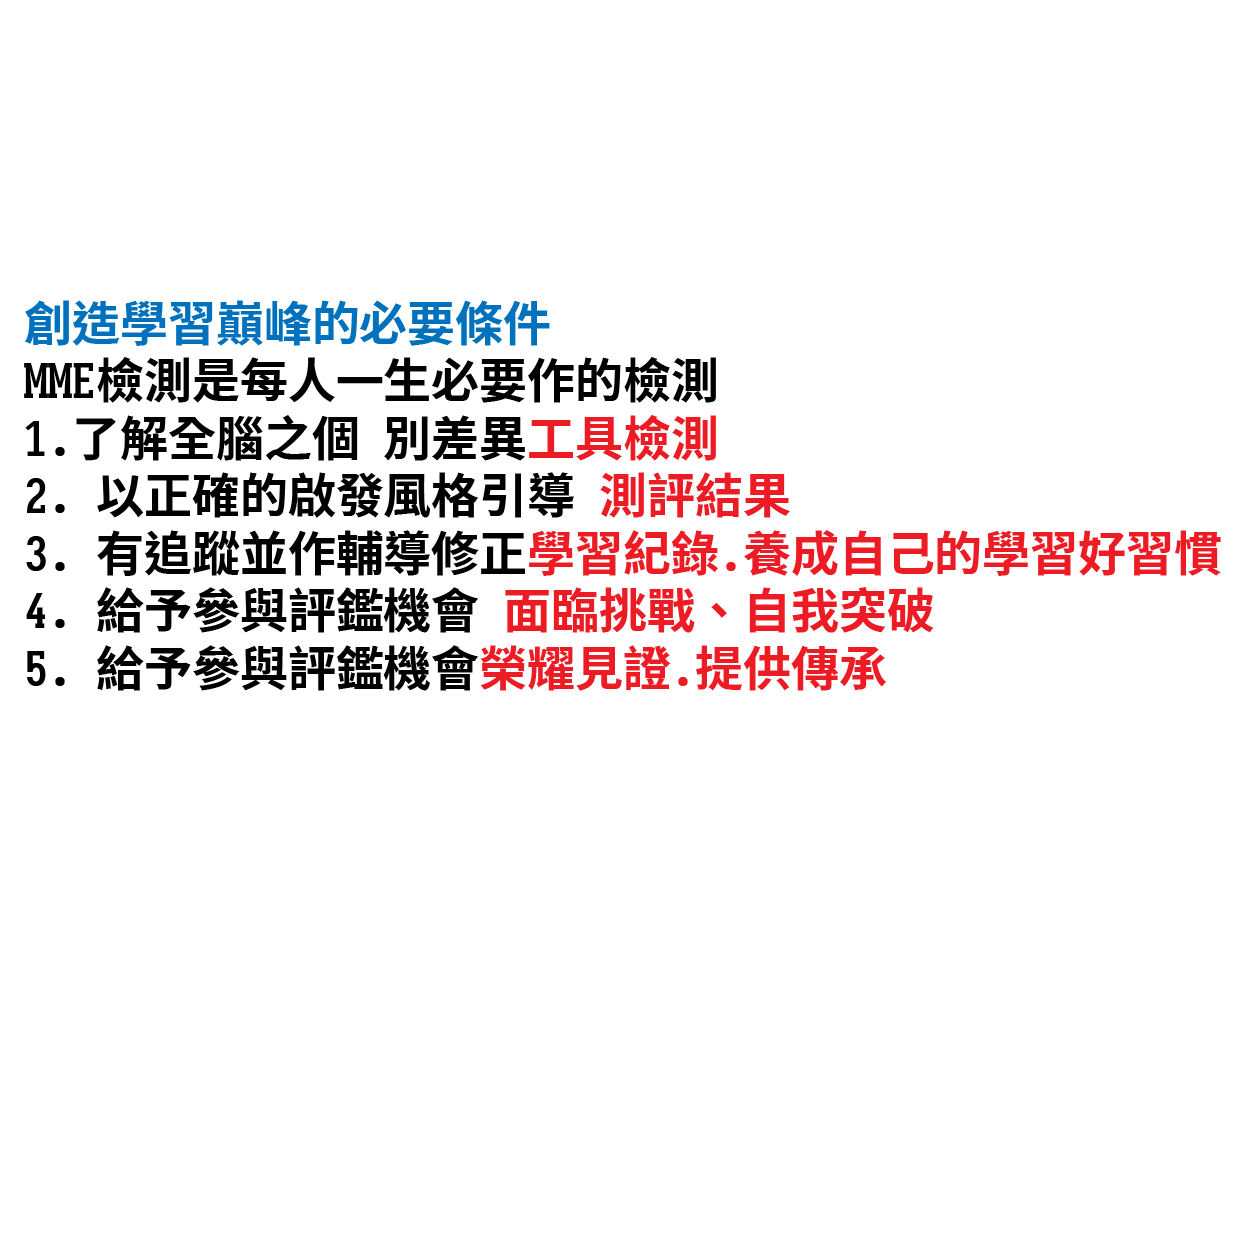 創造學習巔峰的必要條件
MME檢測是每人一生必要作的檢測
1.了解全腦之個 別差異工具檢測
2. 以正確的啟發風格引導 測評結果
3. 有追蹤並作輔導修正學習紀錄.養成自己的學習好習慣
4. 給予參與評鑑機會 面臨挑戰、自我突破
5. 給予參與評鑑機會榮耀見證.提供傳承